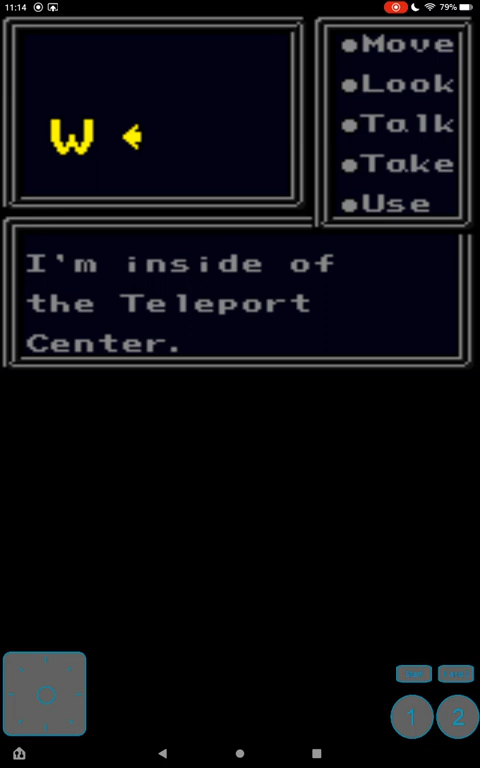 11:14
79%
W
●Move
●Look
●Talk
●Take
●Use
I'm inside of
the Teleport
Center.
1
2